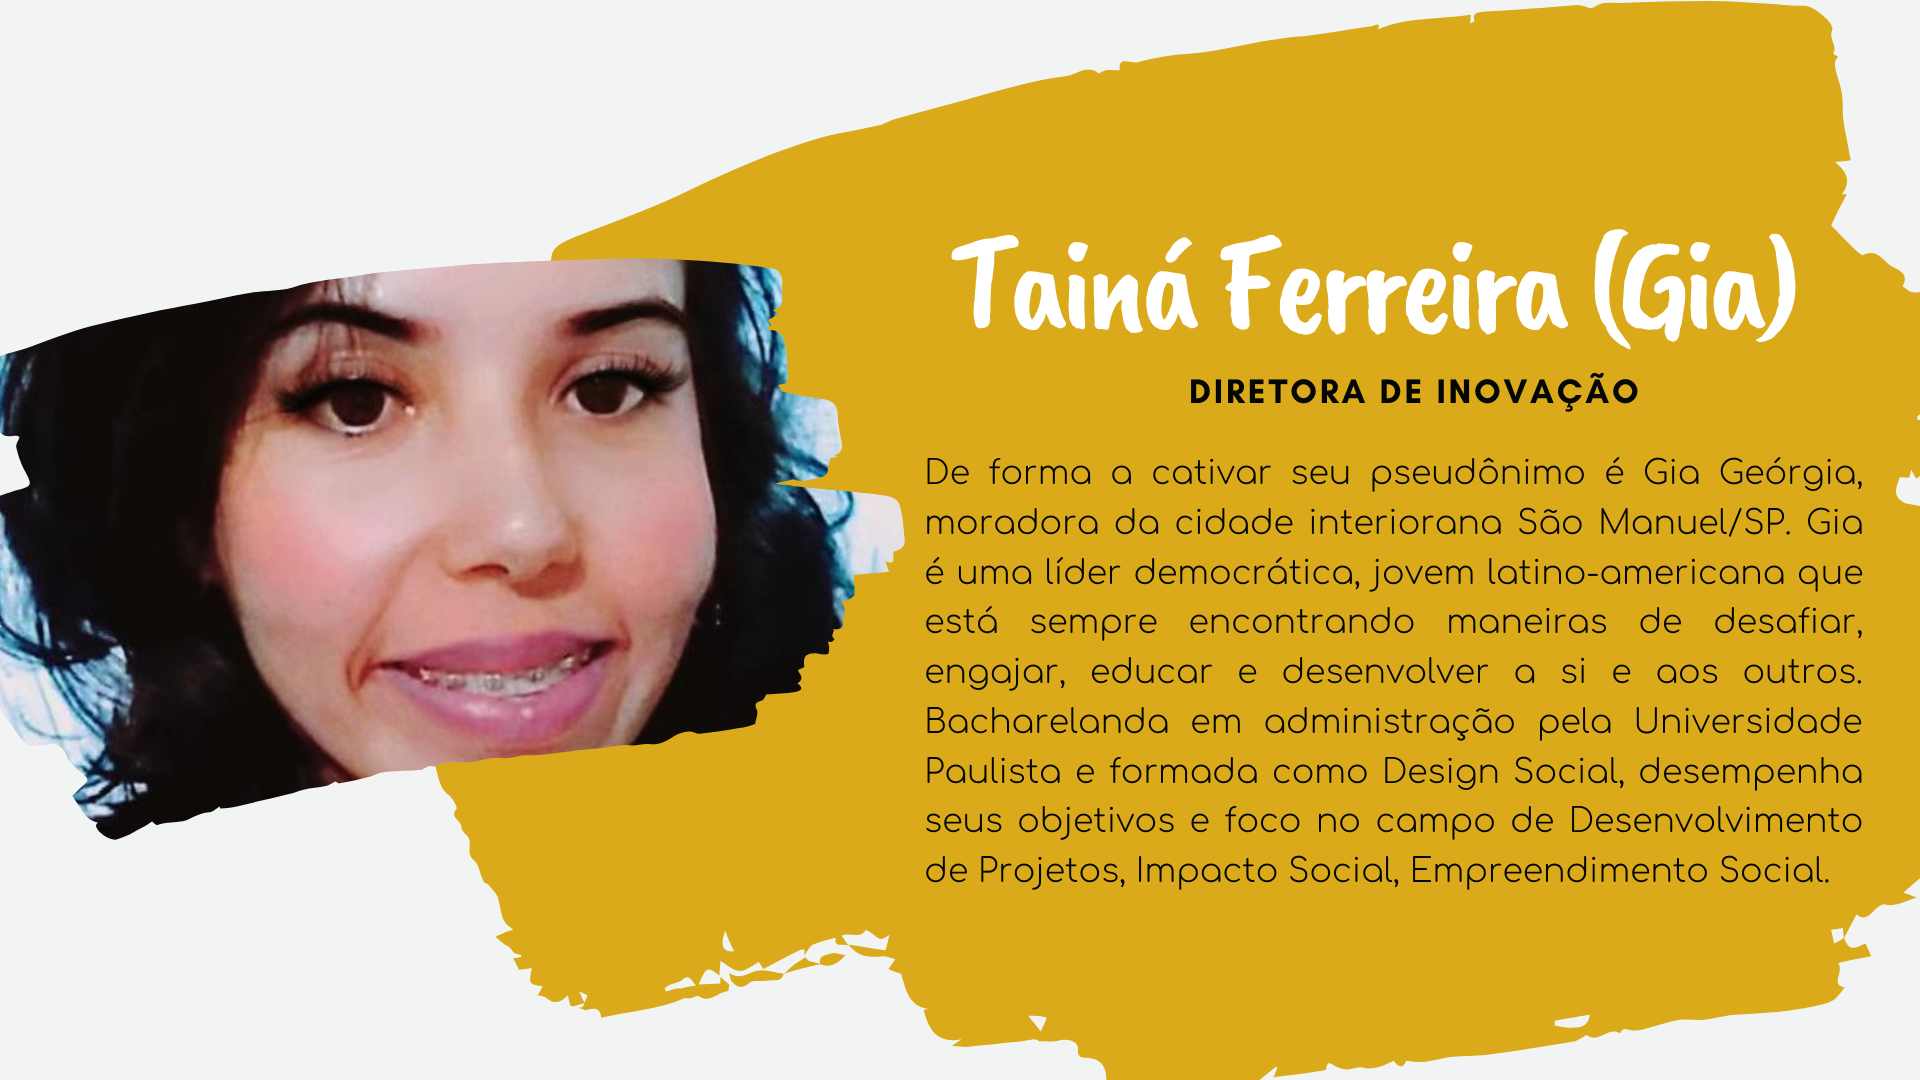 Tainá Ferreira (Gia)
DIRETORA DE INOVAÇÃO
De forma a cativar seu pseudônimo é Gia Geórgia,
moradora da cidade interiorana São Manuel/SP. Gia
é uma líder democrática, jovem latino-americana que
está sempre encontrando maneiras de desafiar,
engajar, educar e desenvolver a si e aos outros.
Bacharelanda em administração pela Universidade
Paulista e formada como Design Social, desempenha
seus objetivos e foco no campo de Desenvolvimento
de Projetos, Impacto Social, Empreendimento Social.